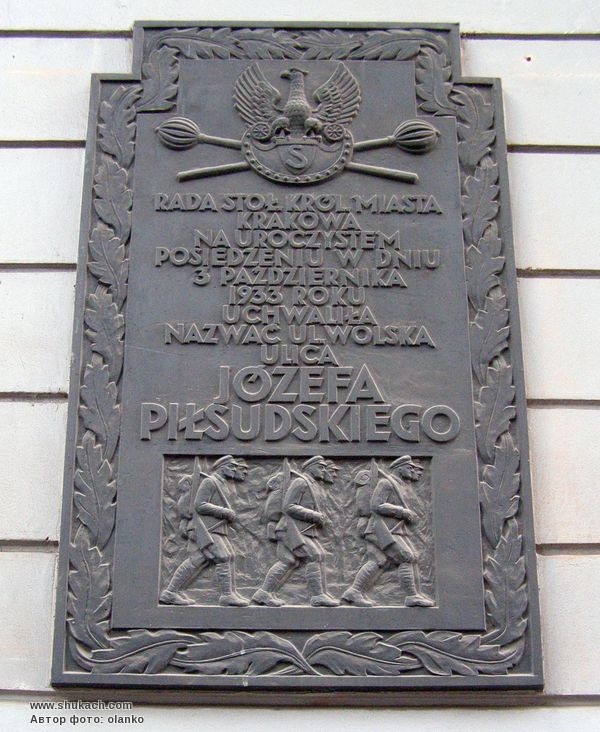 S
RADA STOŁ. KRÓL. MIASTA
KRAKOWA
NA UROCZYSTEM
POSIEDZENIU W DNIU
3 PAŹDZIERNIKA
1933 ROKU
UCHWALIŁA
NAZWAĆ UL. WOLSKĄ
ULICĄ
JÓZEFA
PIŁSUDSKIEGO
www.shukach.com
Автор фото: olanko